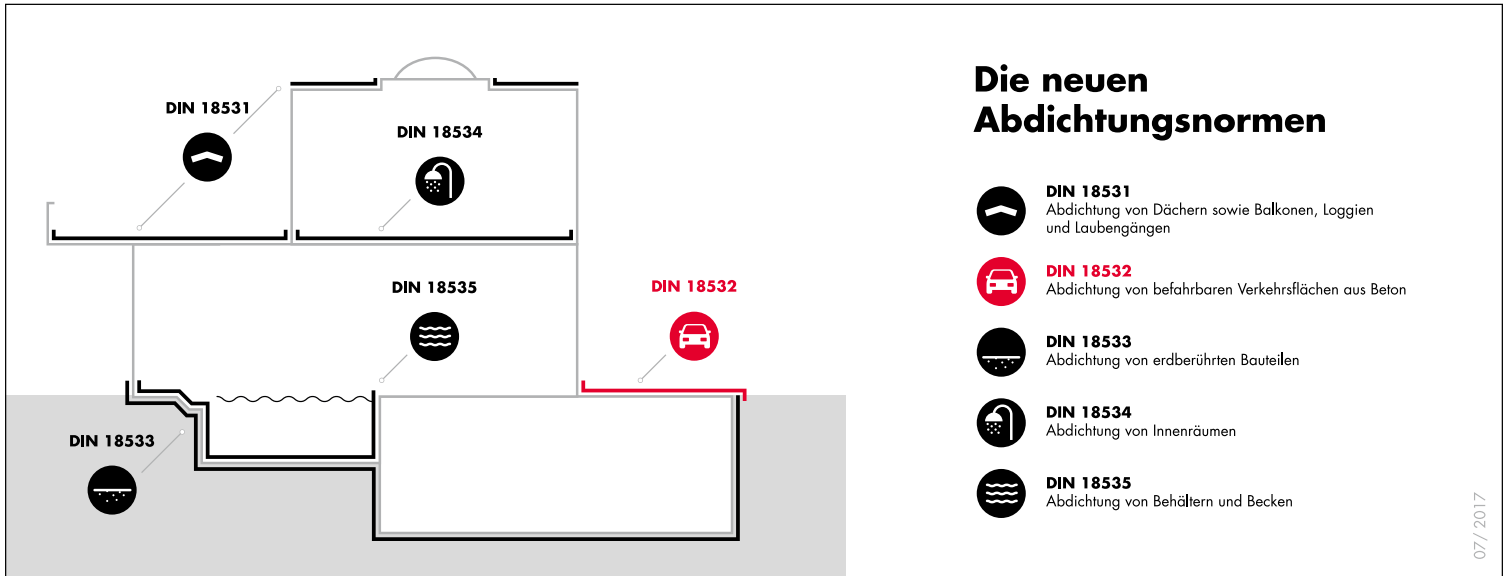 DIN 18531
DIN 18534
DIN 18535
DIN 18532
DIN 18533
Die neuen
Abdichtungsnormen
DIN 18531
Abdichtung von Dächern sowie Balkonen, Loggien
und Laubengängen
DIN 18532
Abdichtung von befahrbaren Verkehrsflächen aus Beton
DIN 18533
Abdichtung von erdberührten Bauteilen
DIN 18534
Abdichtung von Innenräumen
DIN 18535
Abdichtung von Behältern und Becken
07/2017